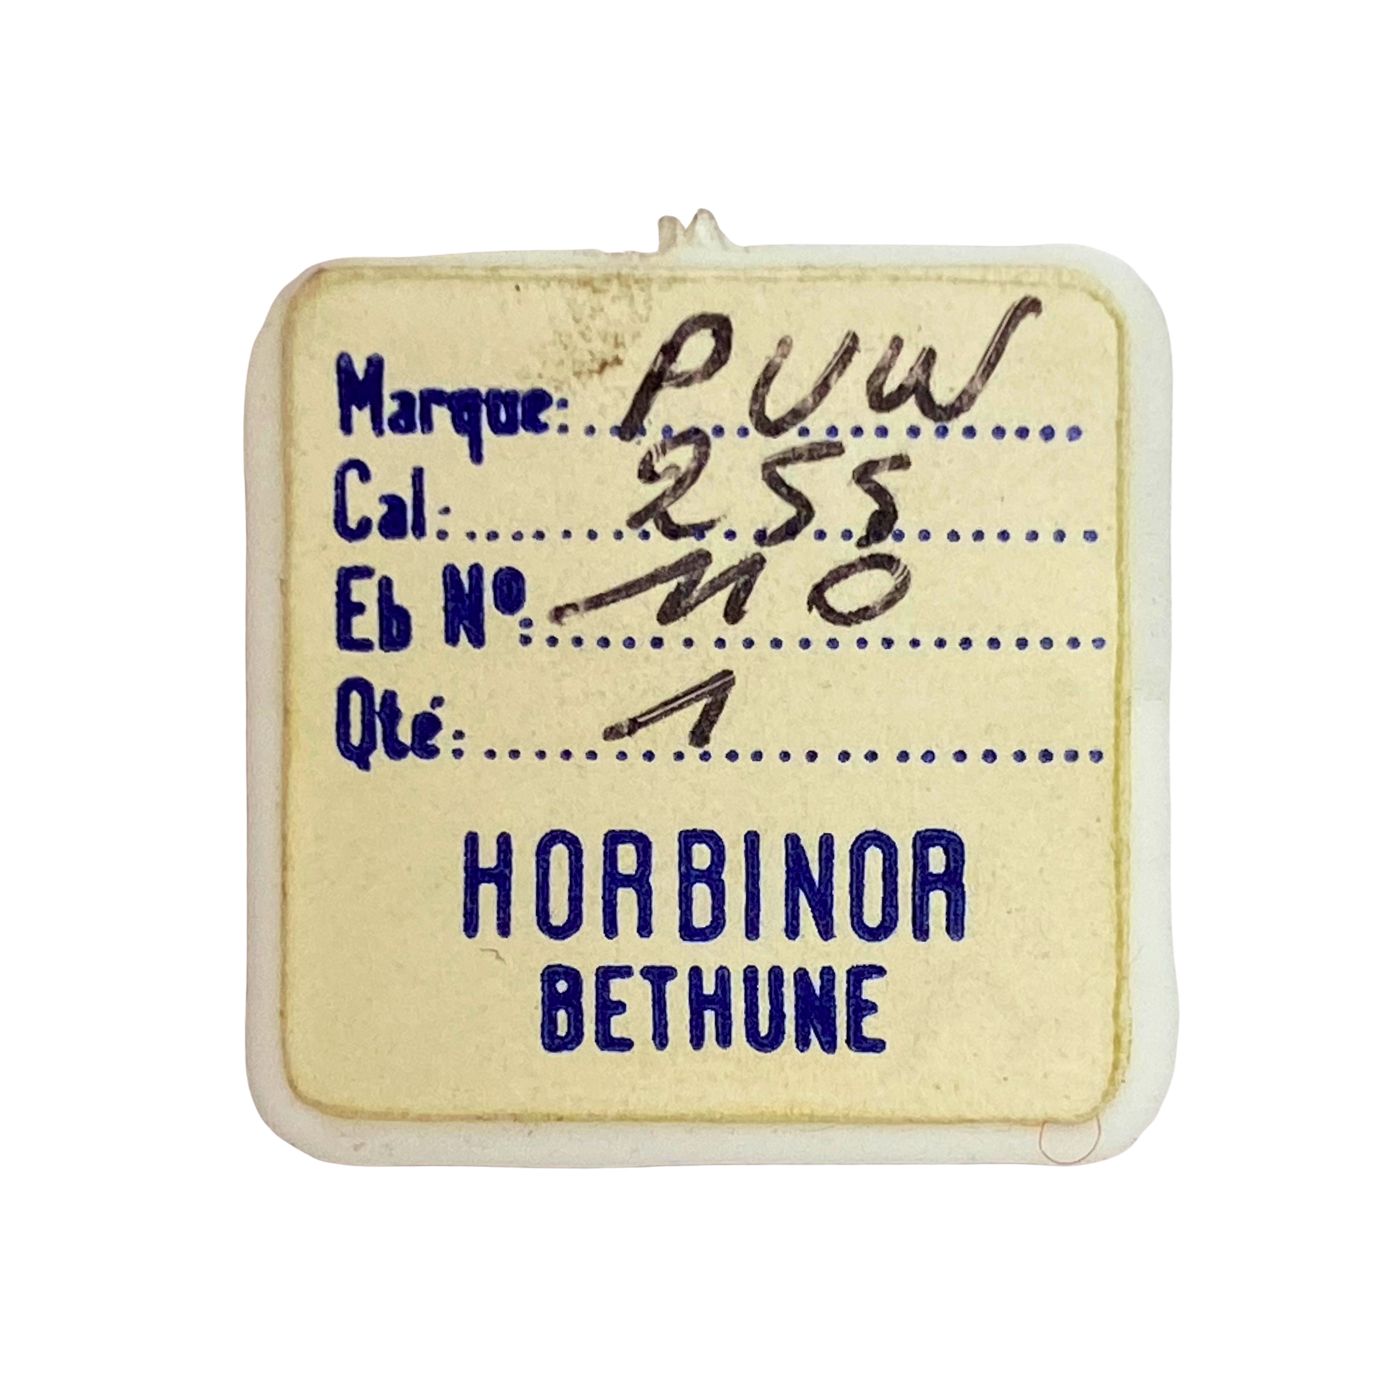 Marque: PUW
Cal: 255
Eb Nº: 110
Qté: 1
HORBINOR
BETHUNE